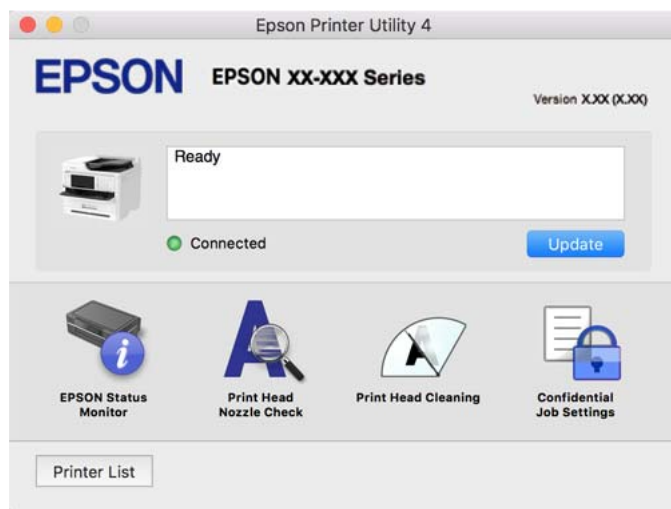 Epson Printer Utility 4
EPSON
EPSON XX-XXX Series
Version X.XX (X.XX)
Ready
Connected
Update
EPSON Status
Monitor
Print Head
Nozzle Check
Print Head Cleaning
Confidential
Job Settings
Printer List